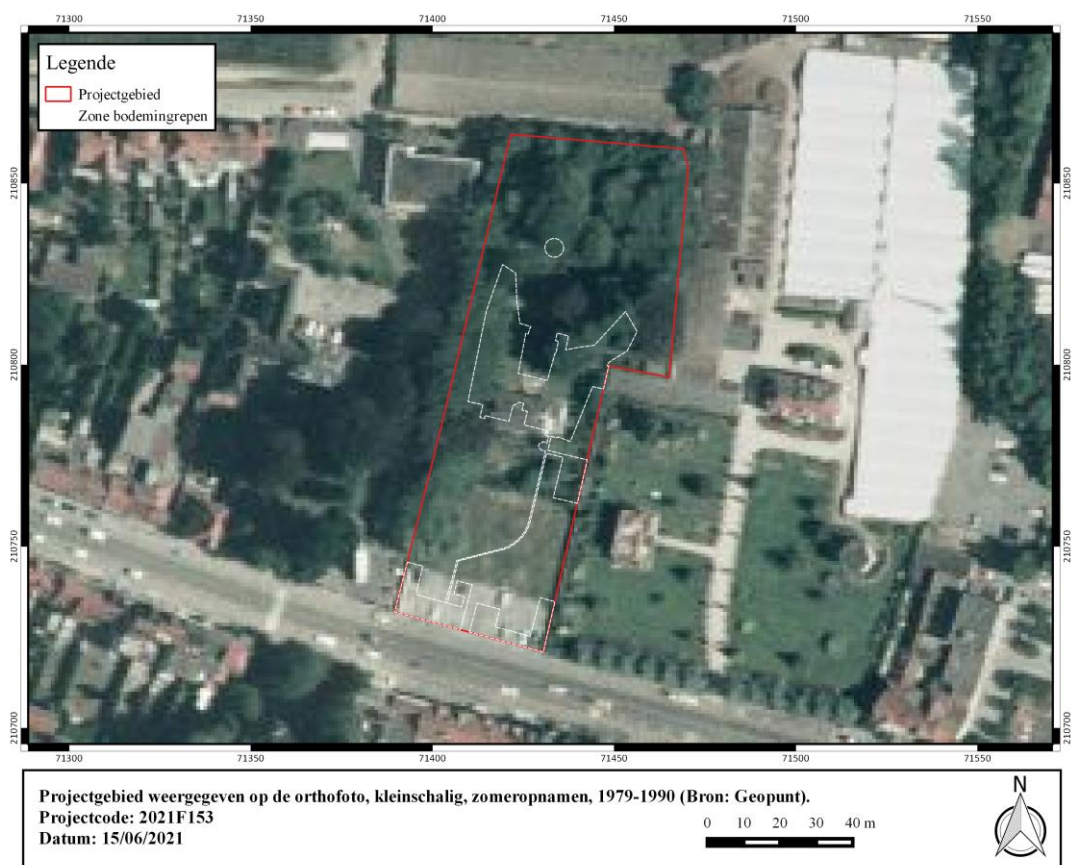 71300 71350 71400 71450 71500 71550
Legende
Projectgebied
Zone bodemingrepen
210850 210850
210800 210800
210750 210750
210700 210700
71300 71350 71400 71450 71500 71550
Projectgebied weergegeven op de orthofoto, kleinschalig, zomeropnamen, 1979-1990 (Bron: Geopunt).
Projectcode: 2021F153
Datum: 15/06/2021
0 10 20 30 40 m
N